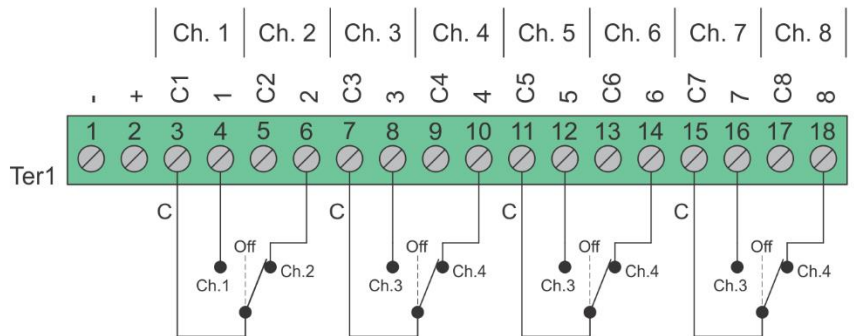 Ch. 1 Ch. 2 Ch. 3 Ch. 4 Ch. 5 Ch. 6 Ch. 7 Ch. 8
- + C1 1 C2 2 C3 3 C4 4 C5 5 C6 6 C7 7 C8 8
1 2 3 4 5 6 7 8 9 10 11 12 13 14 15 16 17 18
Ter1
C C C C
Off Off Off Off
Ch.2 Ch.4 Ch.4 Ch.4
Ch.1 Ch.3 Ch.3 Ch.3